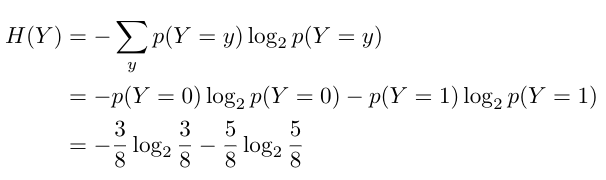 H(Y) = − ∑_y p(Y = y) log₂ p(Y = y)
= −p(Y = 0) log₂ p(Y = 0) − p(Y = 1) log₂ p(Y = 1)
= −3/8 log₂ 3/8 − 5/8 log₂ 5/8